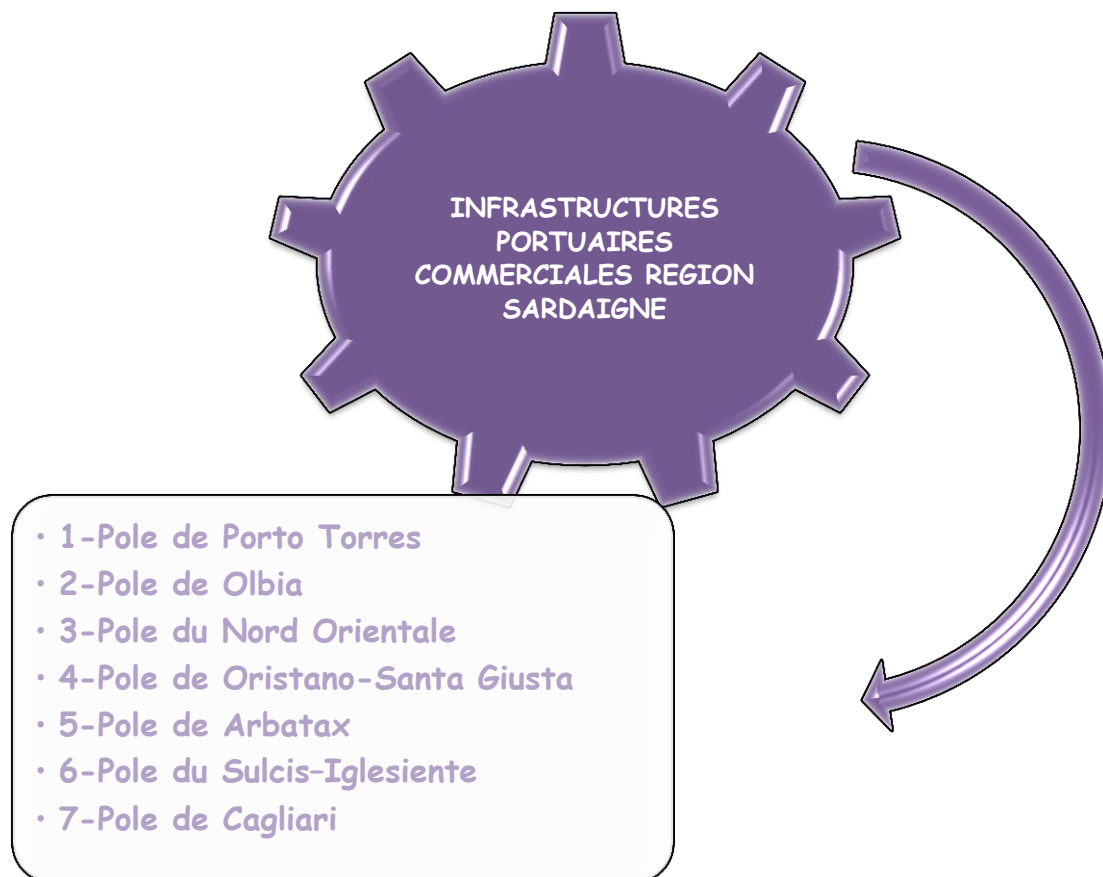 INFRASTRUCTURES
PORTUAIRES
COMMERCIALES REGION
SARDAIGNE
• 1-Pole de Porto Torres
• 2-Pole de Olbia
• 3-Pole du Nord Orientale
• 4-Pole de Oristano-Santa Giusta
• 5-Pole de Arbatax
• 6-Pole du Sulcis–Iglesiente
• 7-Pole de Cagliari